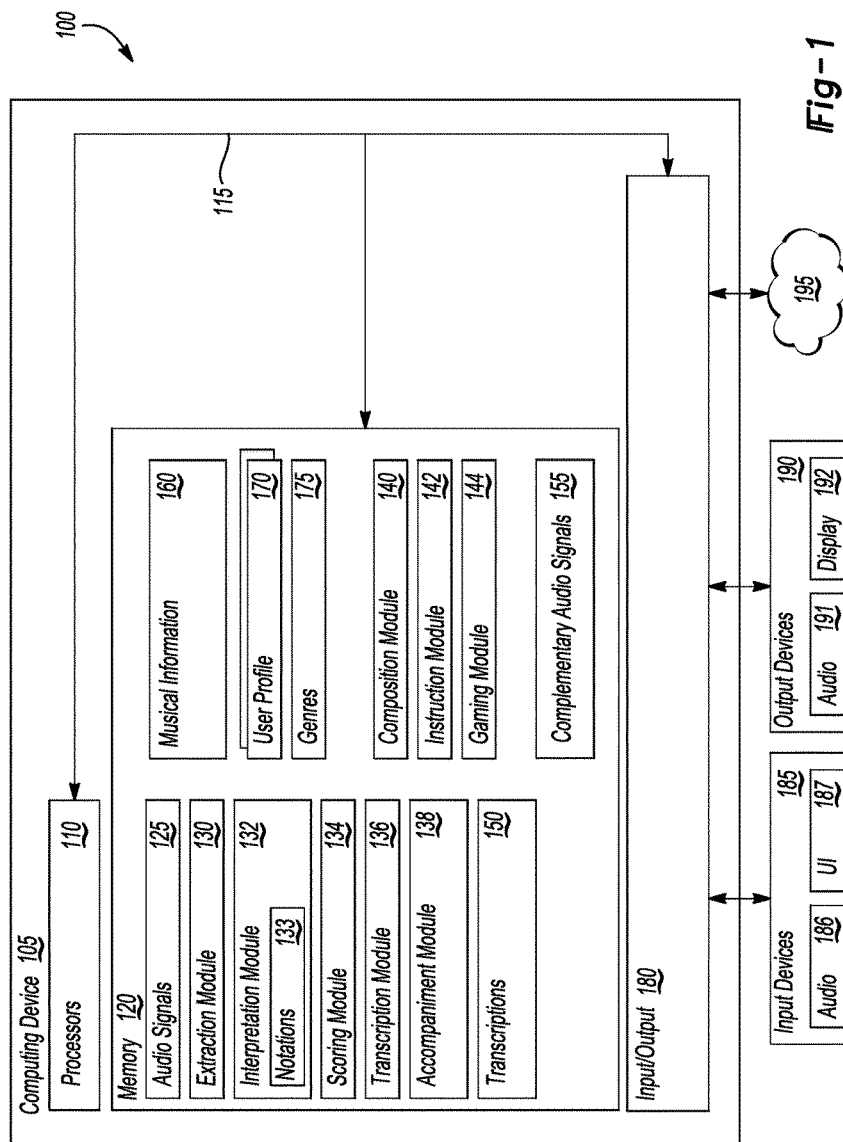 100
Computing Device 105
Processors 110
115
Memory 120
Audio Signals 125
Extraction Module 130
Interpretation Module 132
Notations 133
Scoring Module 134
Transcription Module 136
Accompaniment Module 138
Transcriptions 150
Musical Information 160
User Profile 170
Genres 175
Composition Module 140
Instruction Module 142
Gaming Module 144
Complementary Audio Signals 155
Input/Output 180
Input Devices 185
Audio 186
UI 187
Output Devices 190
Audio 191
Display 192
195
Fig-1